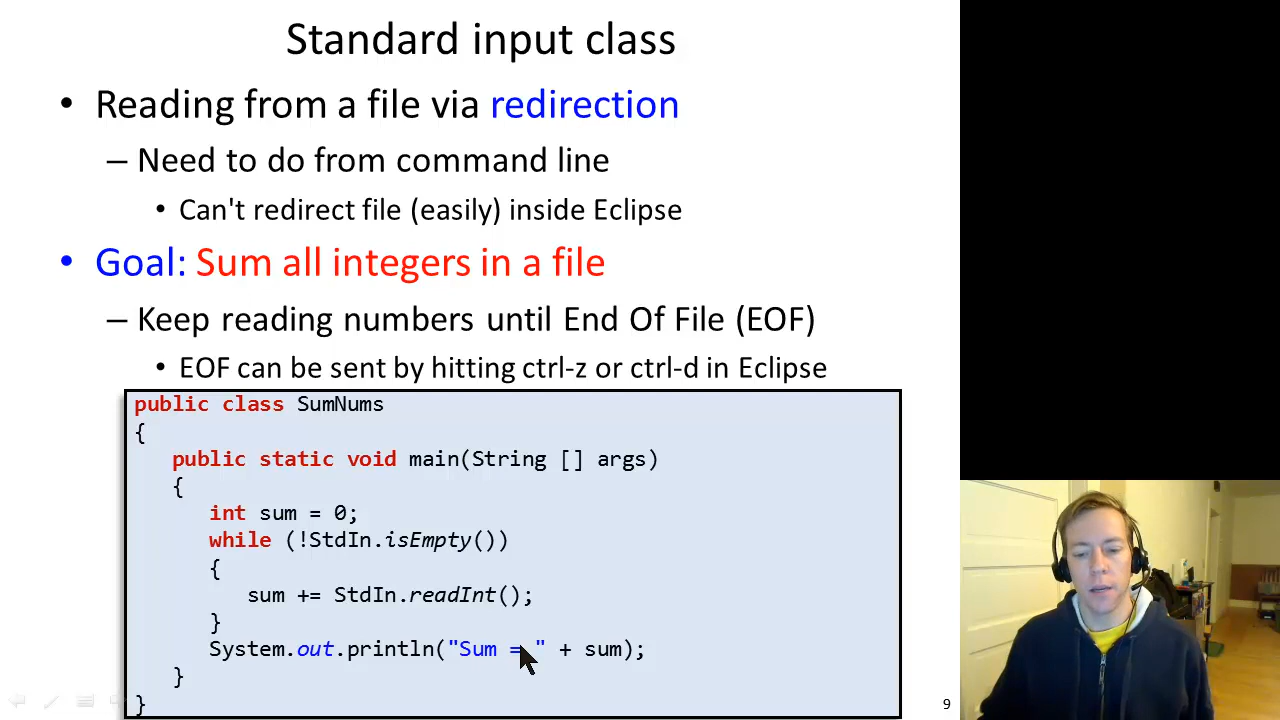 Standard input class
• Reading from a file via redirection
– Need to do from command line
• Can't redirect file (easily) inside Eclipse
• Goal: Sum all integers in a file
– Keep reading numbers until End Of File (EOF)
• EOF can be sent by hitting ctrl-z or ctrl-d in Eclipse
public class SumNums
{
public static void main(String [] args)
{
int sum = 0;
while (!StdIn.isEmpty())
{
sum += StdIn.readInt();
}
System.out.println("Sum = " + sum);
}
}
9